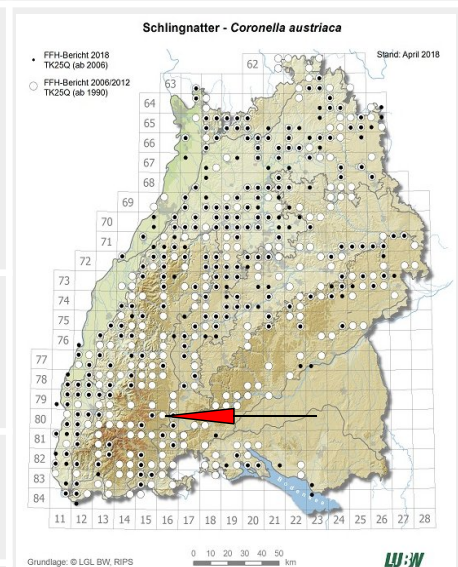 Schlingnatter - Coronella austriaca
FFH-Bericht 2018
TK25Q (ab 2006)
FFH-Bericht 2006/2012
TK25Q (ab 1990)
Stand: April 2018
62
63
64
65
66
67
68
69
70
71
72
73
74
75
76
77
78
79
80
81
82
83
84
11 12 13 14 15 16 17 18 19 20 21 22 23 24 25 26 27 28
0 10 20 30 40 50
km
Grundlage: © LGL BW, RIPS
LUBW